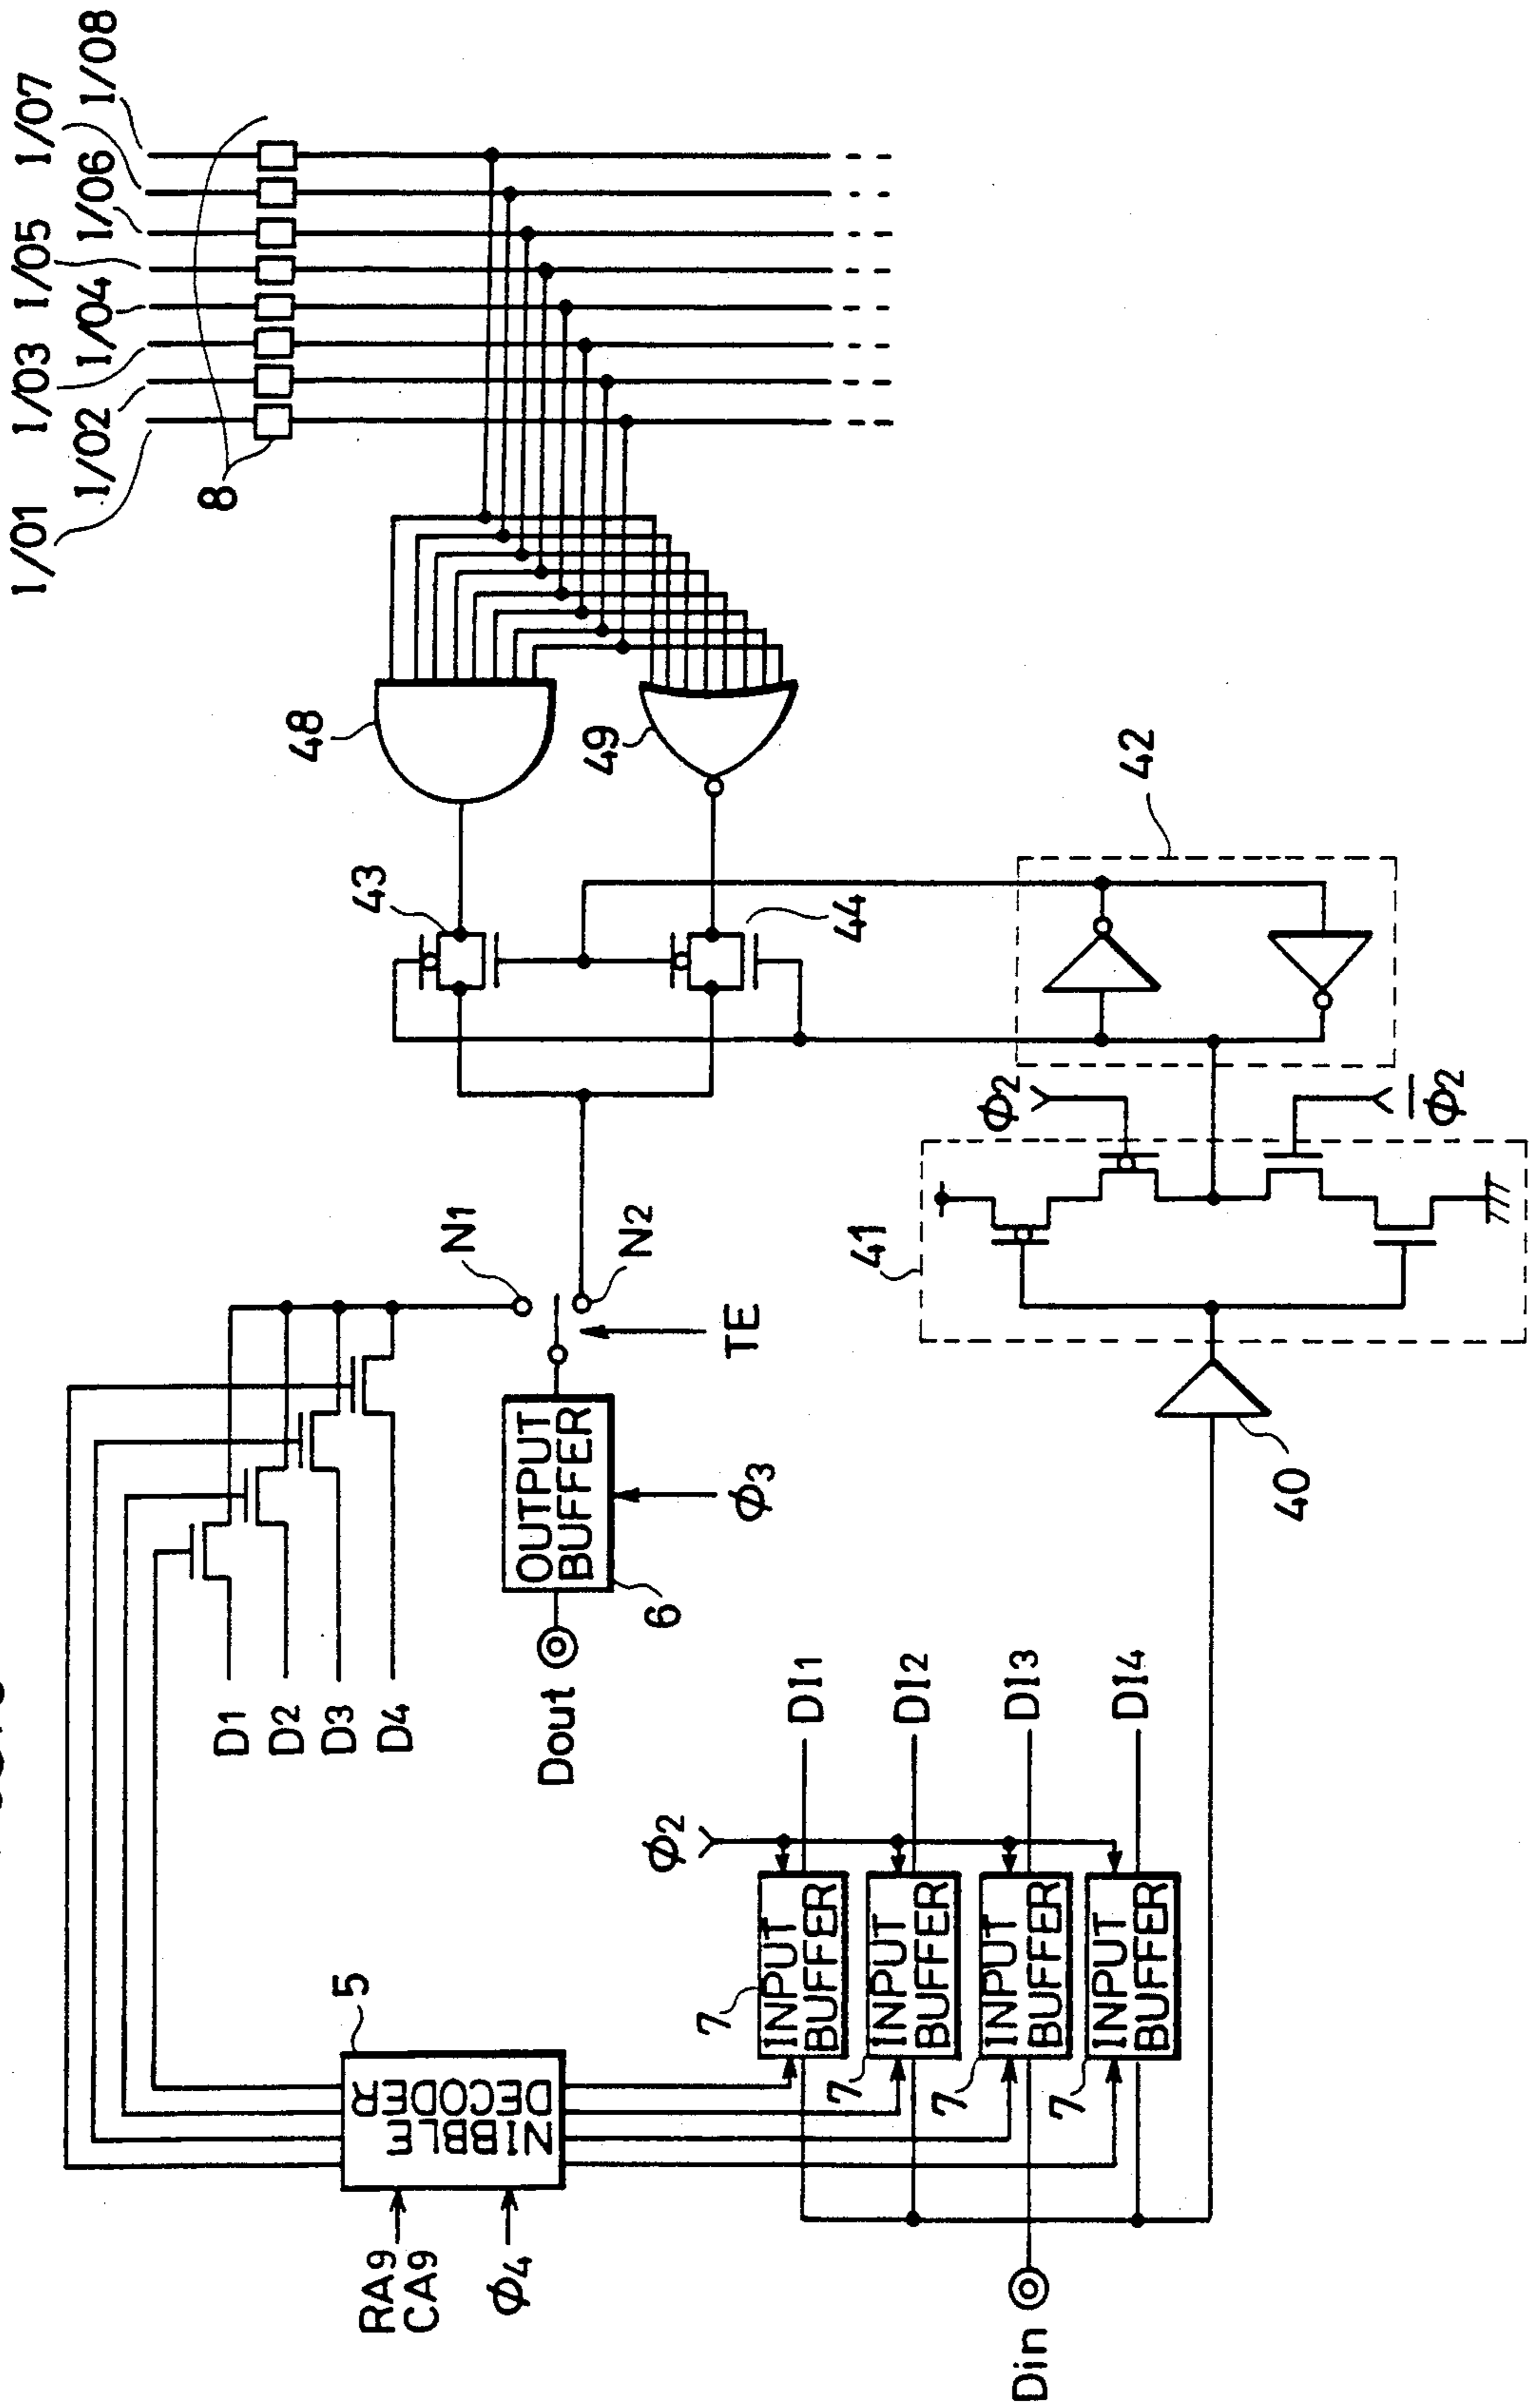 I/01
I/02
I/03
I/04
I/05
I/06
I/07
I/08
8
48
49
43
44
42
N1
N2
TE
41
Φ2
Φ2
D1
D2
D3
D4
OUTPUT
BUFFER
6
Φ3
Dout
40
5
NIBBLE
DECODER
RA9
CA9
Φ4
Φ2
7
INPUT
BUFFER
DI1
7
INPUT
BUFFER
DI2
7
INPUT
BUFFER
DI3
7
INPUT
BUFFER
DI4
Din